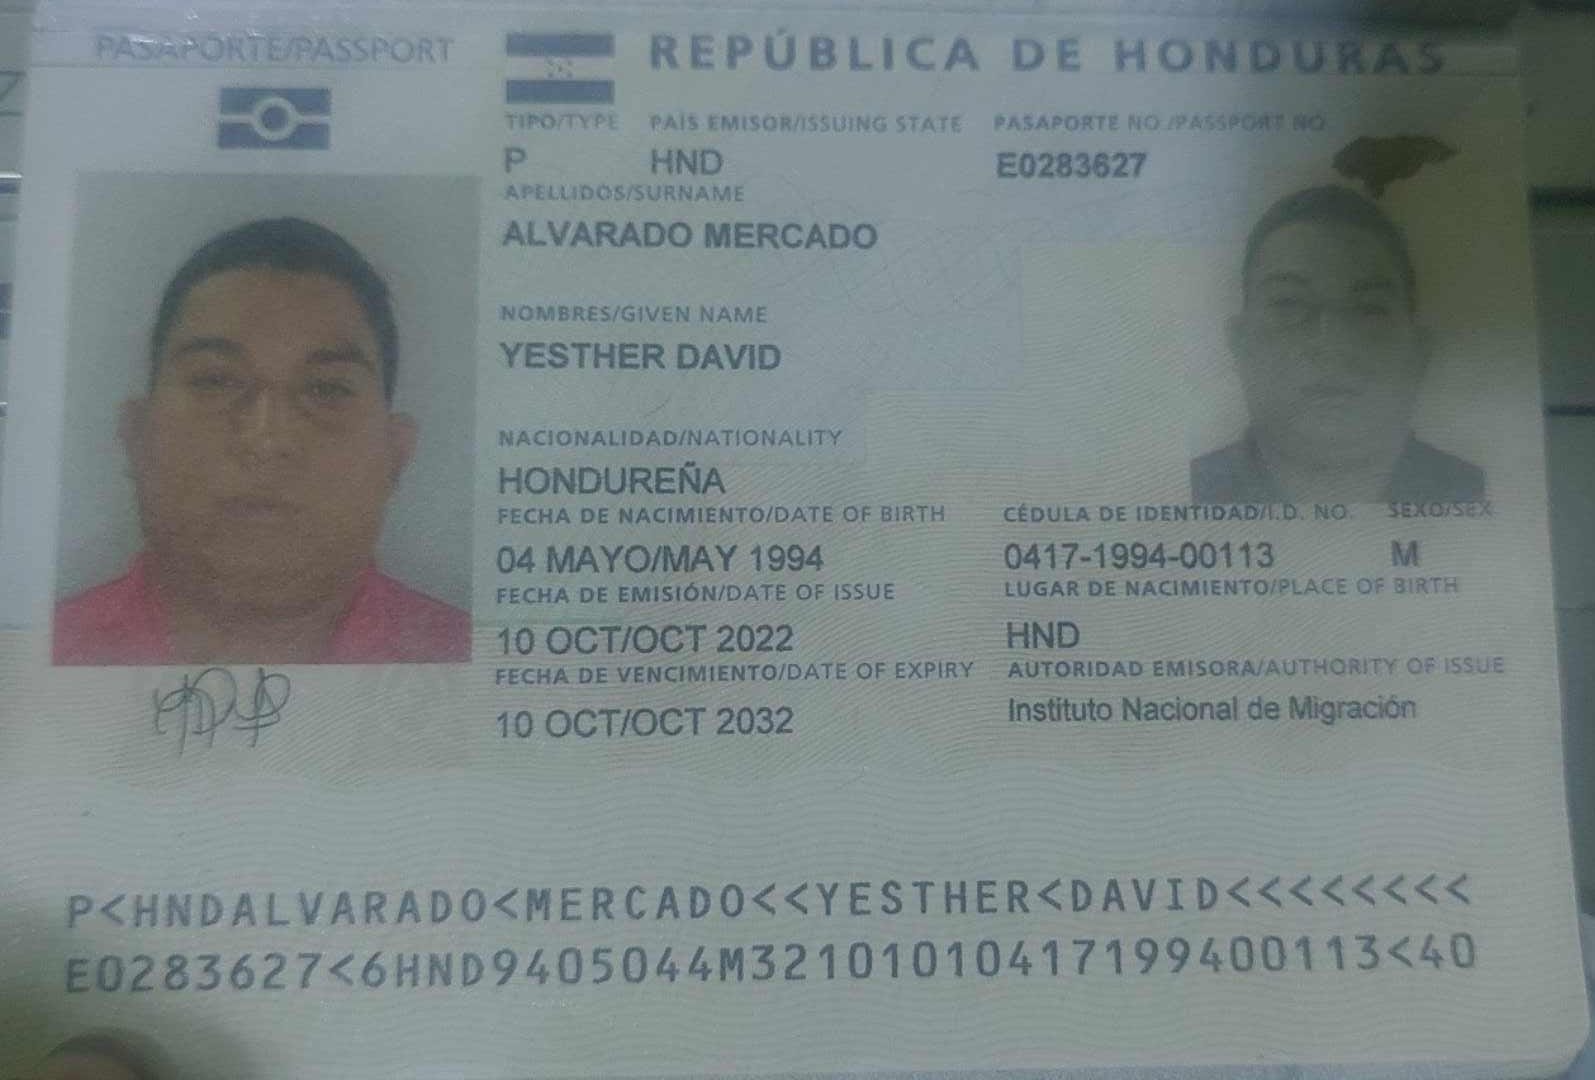 PASAPORTE/PASSPORT
REPÚBLICA DE HONDURAS
TIPO/TYPE PAÍS EMISOR/ISSUING STATE PASAPORTE NO./PASSPORT NO.
P HND E0283627
APELLIDOS/SURNAME
ALVARADO MERCADO
NOMBRES/GIVEN NAME
YESTHER DAVID
NACIONALIDAD/NATIONALITY
HONDUREÑA
FECHA DE NACIMIENTO/DATE OF BIRTH CÉDULA DE IDENTIDAD/I.D. NO. SEXO/SEX
04 MAYO/MAY 1994 0417-1994-00113 M
FECHA DE EMISIÓN/DATE OF ISSUE LUGAR DE NACIMIENTO/PLACE OF BIRTH
10 OCT/OCT 2022 HND
FECHA DE VENCIMIENTO/DATE OF EXPIRY AUTORIDAD EMISORA/AUTHORITY OF ISSUE
10 OCT/OCT 2032 Instituto Nacional de Migración
P<HNDALVARADO<MERCADO<<YESTHER<DAVID<<<<<<<<
E0283627<6HND9405044M3210101041719940​0113<40